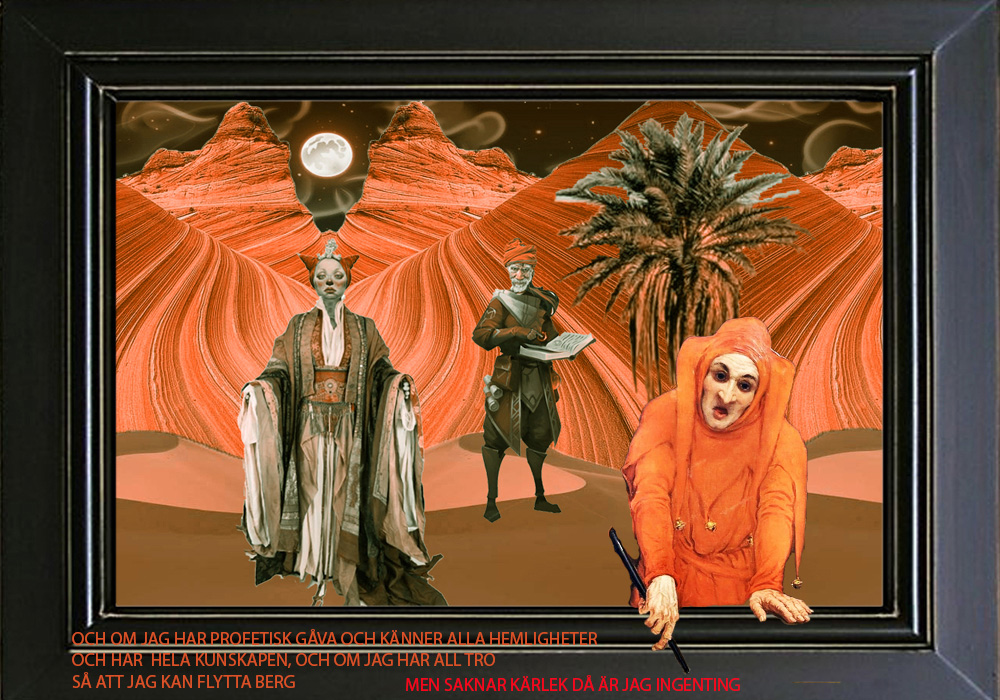 OCH OM JAG HAR PROFETISK GÅVA OCH KÄNNER ALLA HEMLIGHETER
OCH HAR HELA KUNSKAPEN, OCH OM JAG HAR ALL TRO
SÅ ATT JAG KAN FLYTTA BERG
MEN SAKNAR KÄRLEK DÅ ÄR JAG INGENTING